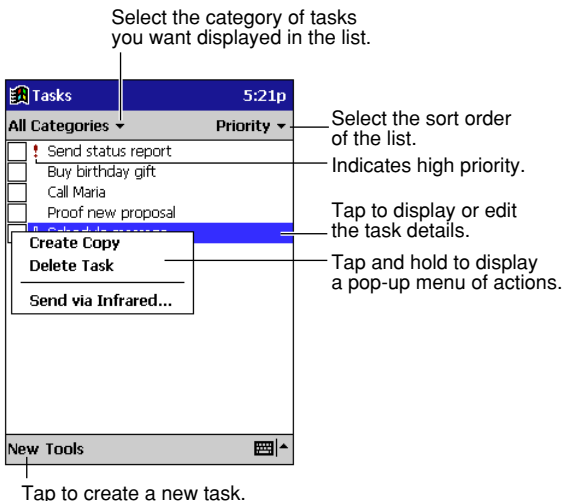 Select the category of tasks
you want displayed in the list.
Tasks 5:21p
All Categories Priority
Select the sort order
of the list.
! Send status report
Indicates high priority.
Buy birthday gift
Call Maria
Proof new proposal
Tap to display or edit
the task details.
Create Copy
Delete Task
Tap and hold to display
a pop-up menu of actions.
Send via Infrared...
New Tools
Tap to create a new task.